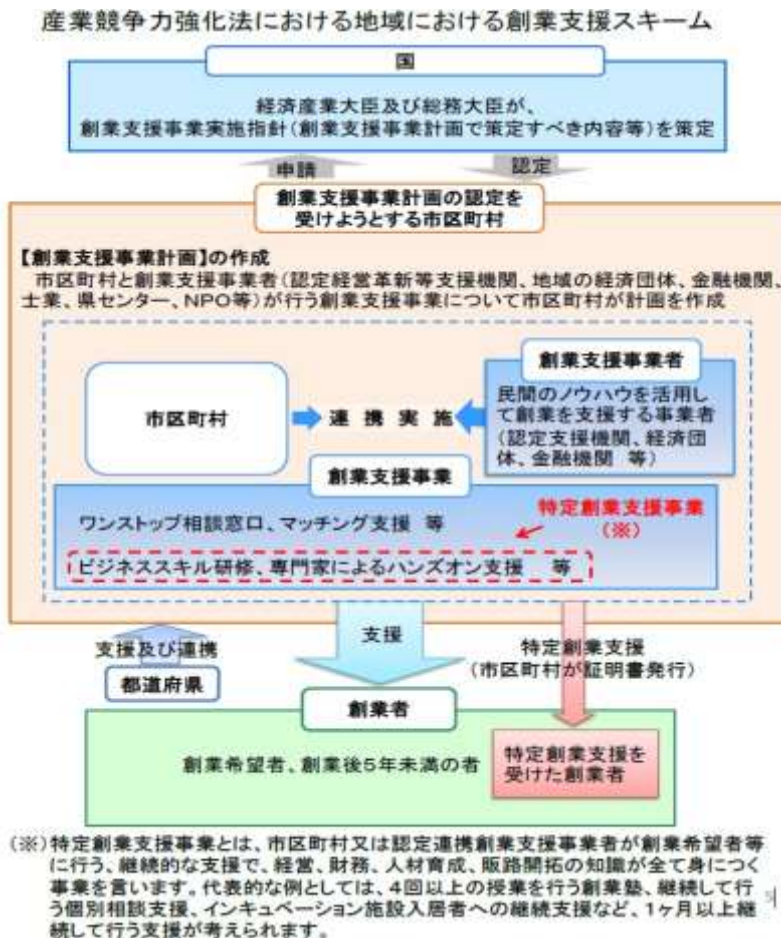 産業競争力強化法における地域における創業支援スキーム
国
経済産業大臣及び総務大臣が、
創業支援事業実施指針(創業支援事業計画で策定すべき内容等)を策定
申請
認定
創業支援事業計画の認定を
受けようとする市区町村
【創業支援事業計画】の作成
市区町村と創業支援事業者(認定経営革新等支援機関、地域の経済団体、金融機関、
士業、県センター、NPO等)が行う創業支援事業について市区町村が計画を作成
市区町村
連携実施
創業支援事業者
民間のノウハウを活用し
て創業を支援する事業者
(認定支援機関、経済団
体、金融機関 等)
創業支援事業
ワンストップ相談窓口、マッチング支援 等
特定創業支援事業
(※)
ビジネススキル研修、専門家によるハンズオン支援 等
支援及び連携
都道府県
支援
特定創業支援
(市区町村が証明書発行)
創業者
創業希望者、創業後5年未満の者
特定創業支援を
受けた創業者
(※)特定創業支援事業とは、市区町村又は認定連携創業支援事業者が創業希望者等
に行う、継続的な支援で、経営、財務、人材育成、販路開拓の知識が全て身につく
事業を言います。代表的な例としては、4回以上の授業を行う創業塾、継続して行
う個別相談支援、インキュベーション施設入居者への継続支援など、1ヶ月以上継
続して行う支援が考えられます。